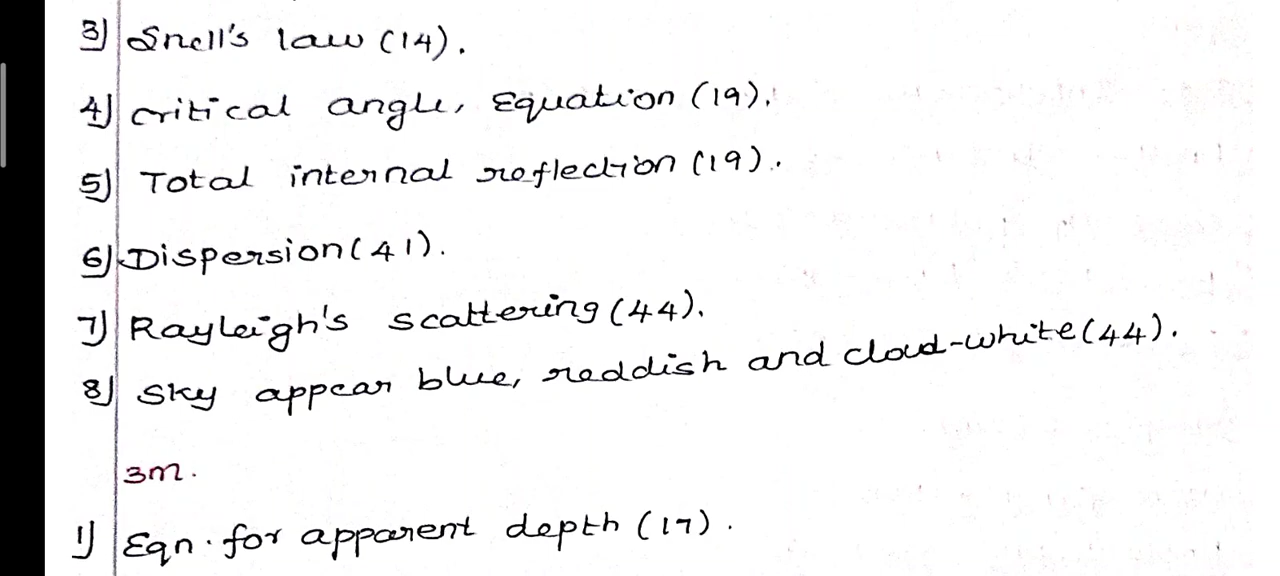 3) Snell's law (14).
4) critical angle, Equation (19).
5) Total internal reflection (19).
6) Dispersion (41).
7) Rayleigh's scattering (44).
8) Sky appear blue, reddish and cloud-white (44).
3m.
1) Eqn. for apparent depth (17).